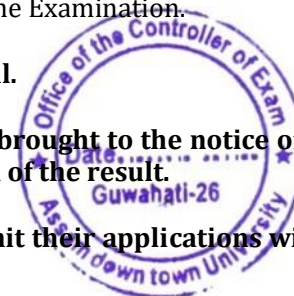 he Examination.
Office of the Controller of Exam
l.
brought to the notice o
Date
of the result.
Guwahati-26
mit their applications wi
Assam down town University